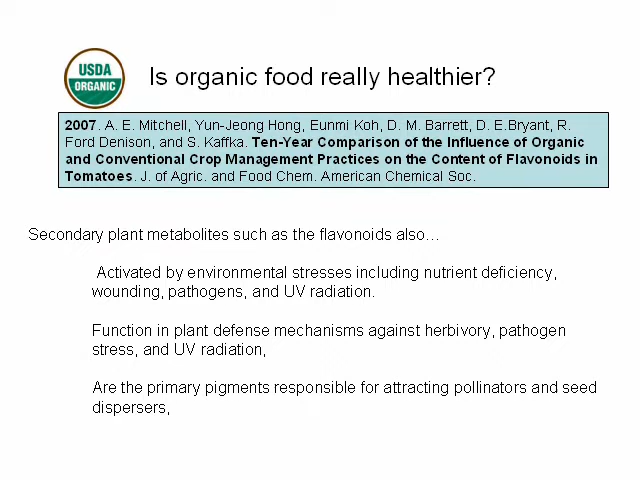 USDA
ORGANIC
Is organic food really healthier?
2007. A. E. Mitchell, Yun-Jeong Hong, Eunmi Koh, D. M. Barrett, D. E.Bryant, R.
Ford Denison, and S. Kaffka. Ten-Year Comparison of the Influence of Organic
and Conventional Crop Management Practices on the Content of Flavonoids in
Tomatoes. J. of Agric. and Food Chem. American Chemical Soc.
Secondary plant metabolites such as the flavonoids also…
Activated by environmental stresses including nutrient deficiency,
wounding, pathogens, and UV radiation.
Function in plant defense mechanisms against herbivory, pathogen
stress, and UV radiation,
Are the primary pigments responsible for attracting pollinators and seed
dispersers,